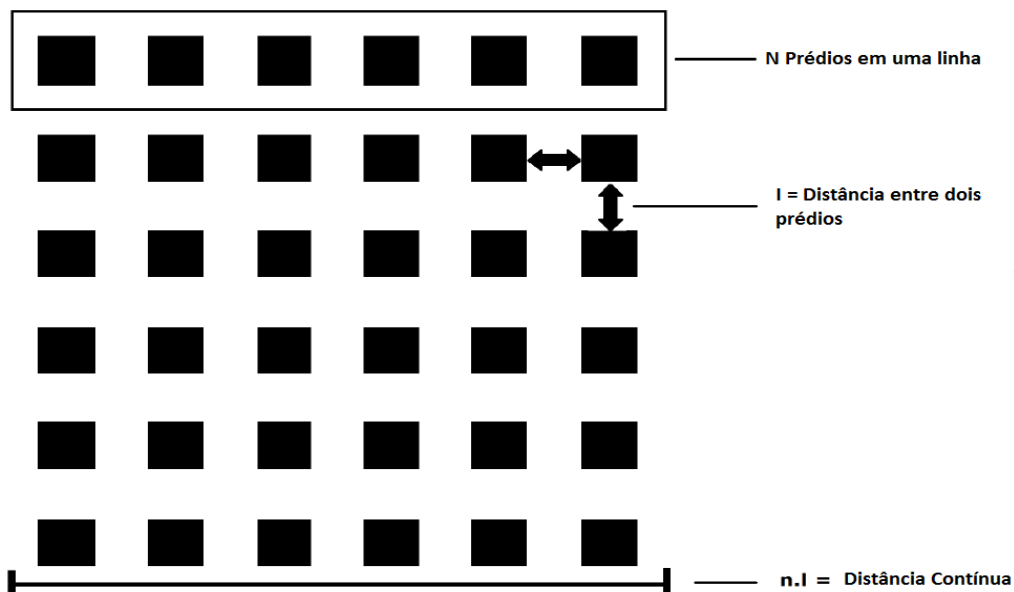 N Prédios em uma linha
I = Distância entre dois
prédios
n.I = Distância Contínua